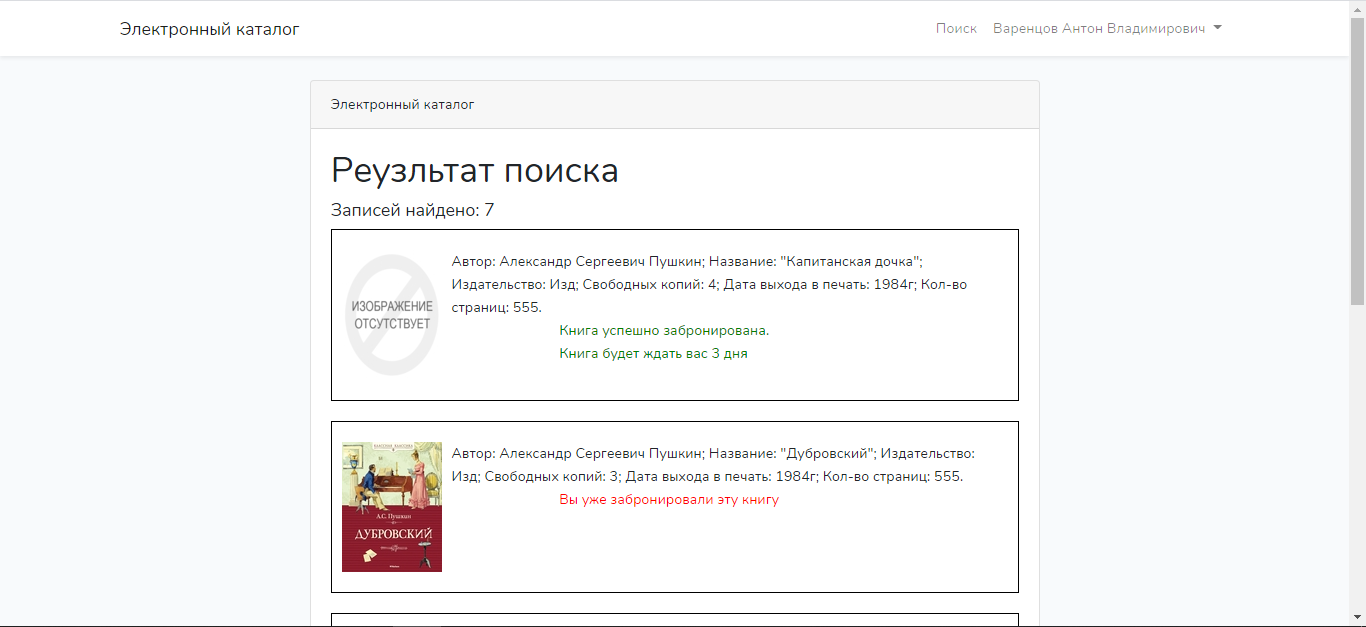 Электронный каталог
Поиск Варенцов Антон Владимирович
Электронный каталог
Реузльтат поиска
Записей найдено: 7
ИЗОБРАЖЕНИЕ
ОТСУТСТВУЕТ
Автор: Александр Сергеевич Пушкин; Название: "Капитанская дочка";
Издательство: Изд; Свободных копий: 4; Дата выхода в печать: 1984г; Кол-во
страниц: 555.
Книга успешно забронирована.
Книга будет ждать вас 3 дня
А.С. Пушкин
ДУБРОВСКИЙ
Автор: Александр Сергеевич Пушкин; Название: "Дубровский"; Издательство:
Изд; Свободных копий: 3; Дата выхода в печать: 1984г; Кол-во страниц: 555.
Вы уже забронировали эту книгу